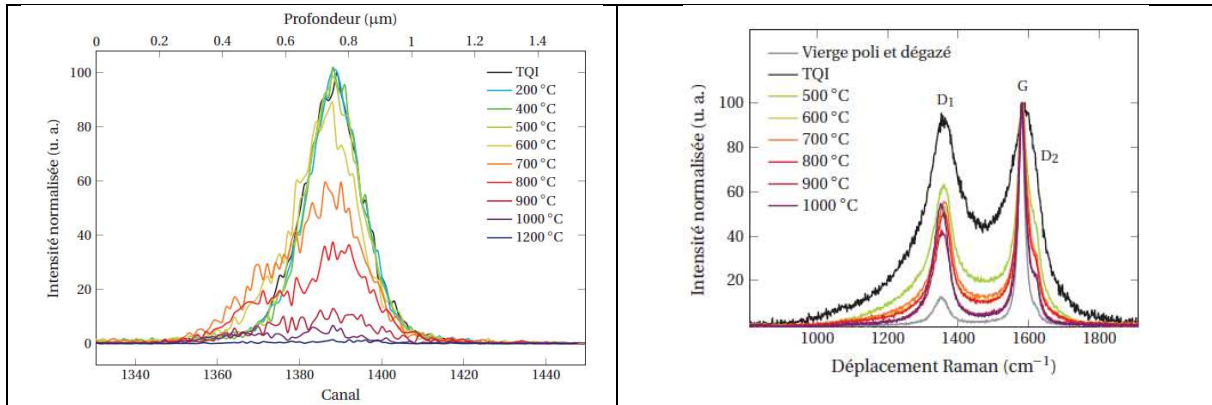 Profondeur (μm)
0 0.2 0.4 0.6 0.8 1 1.2 1.4
100
80
60
40
20
0
Intensité normalisée (u. a.)
TQI
200 °C
400 °C
500 °C
600 °C
700 °C
800 °C
900 °C
1000 °C
1200 °C
1340 1360 1380 1400 1420 1440
Canal
Vierge poli et dégazé
TQI
500 °C
600 °C
700 °C
800 °C
900 °C
1000 °C
D1
G
D2
100
80
60
40
20
Intensité normalisée (u. a.)
1000 1200 1400 1600 1800
Déplacement Raman (cm⁻¹)